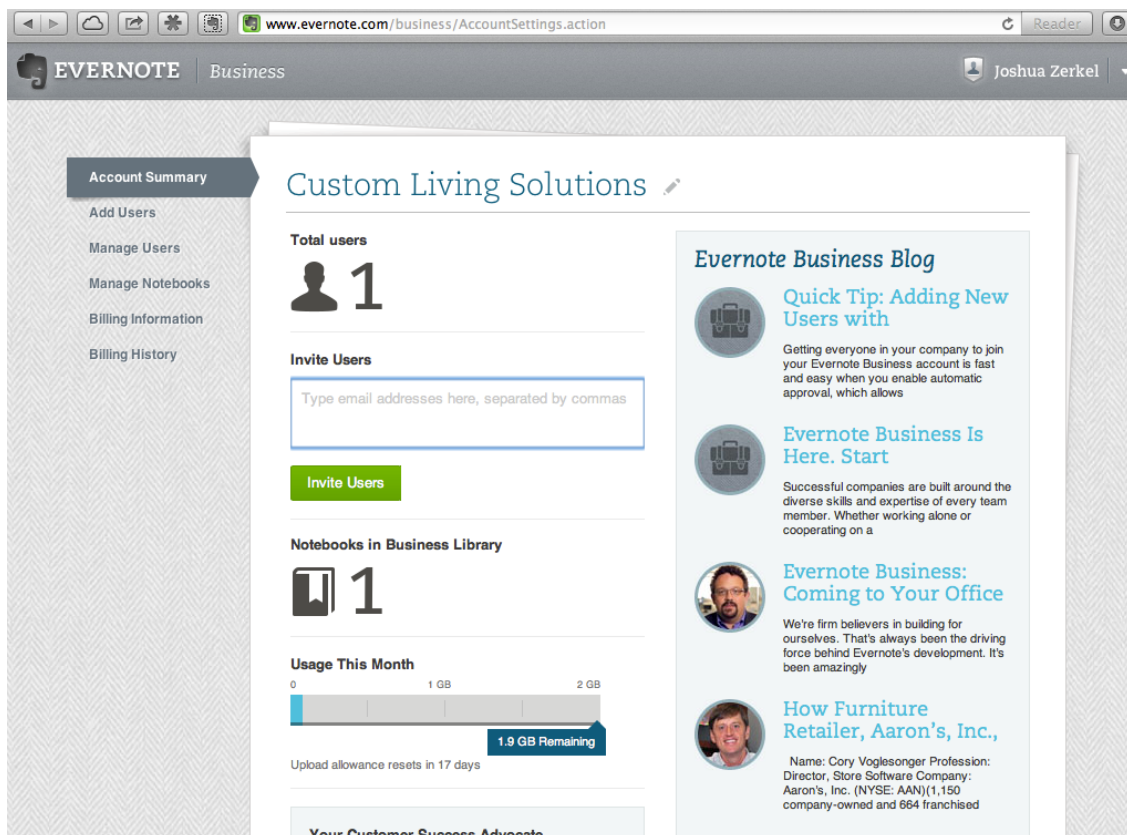 www.evernote.com/business/AccountSettings.action
Reader
EVERNOTE Business
Joshua Zerkel
Account Summary
Add Users
Manage Users
Manage Notebooks
Billing Information
Billing History
Custom Living Solutions
Total users
1
Invite Users
Type email addresses here, separated by commas
Invite Users
Notebooks in Business Library
1
Usage This Month
0 1 GB 2 GB
1.9 GB Remaining
Upload allowance resets in 17 days
Your Customer Success Advocate
Evernote Business Blog
Quick Tip: Adding New
Users with
Getting everyone in your company to join
your Evernote Business account is fast
and easy when you enable automatic
approval, which allows
Evernote Business Is
Here. Start
Successful companies are built around the
diverse skills and expertise of every team
member. Whether working alone or
cooperating on a
Evernote Business:
Coming to Your Office
We're firm believers in building for
ourselves. That's always been the driving
force behind Evernote's development. It's
been amazingly
How Furniture
Retailer, Aaron's, Inc.,
Name: Cory Voglesonger Profession:
Director, Store Software Company:
Aaron's, Inc. (NYSE: AAN)(1,150
company-owned and 664 franchised